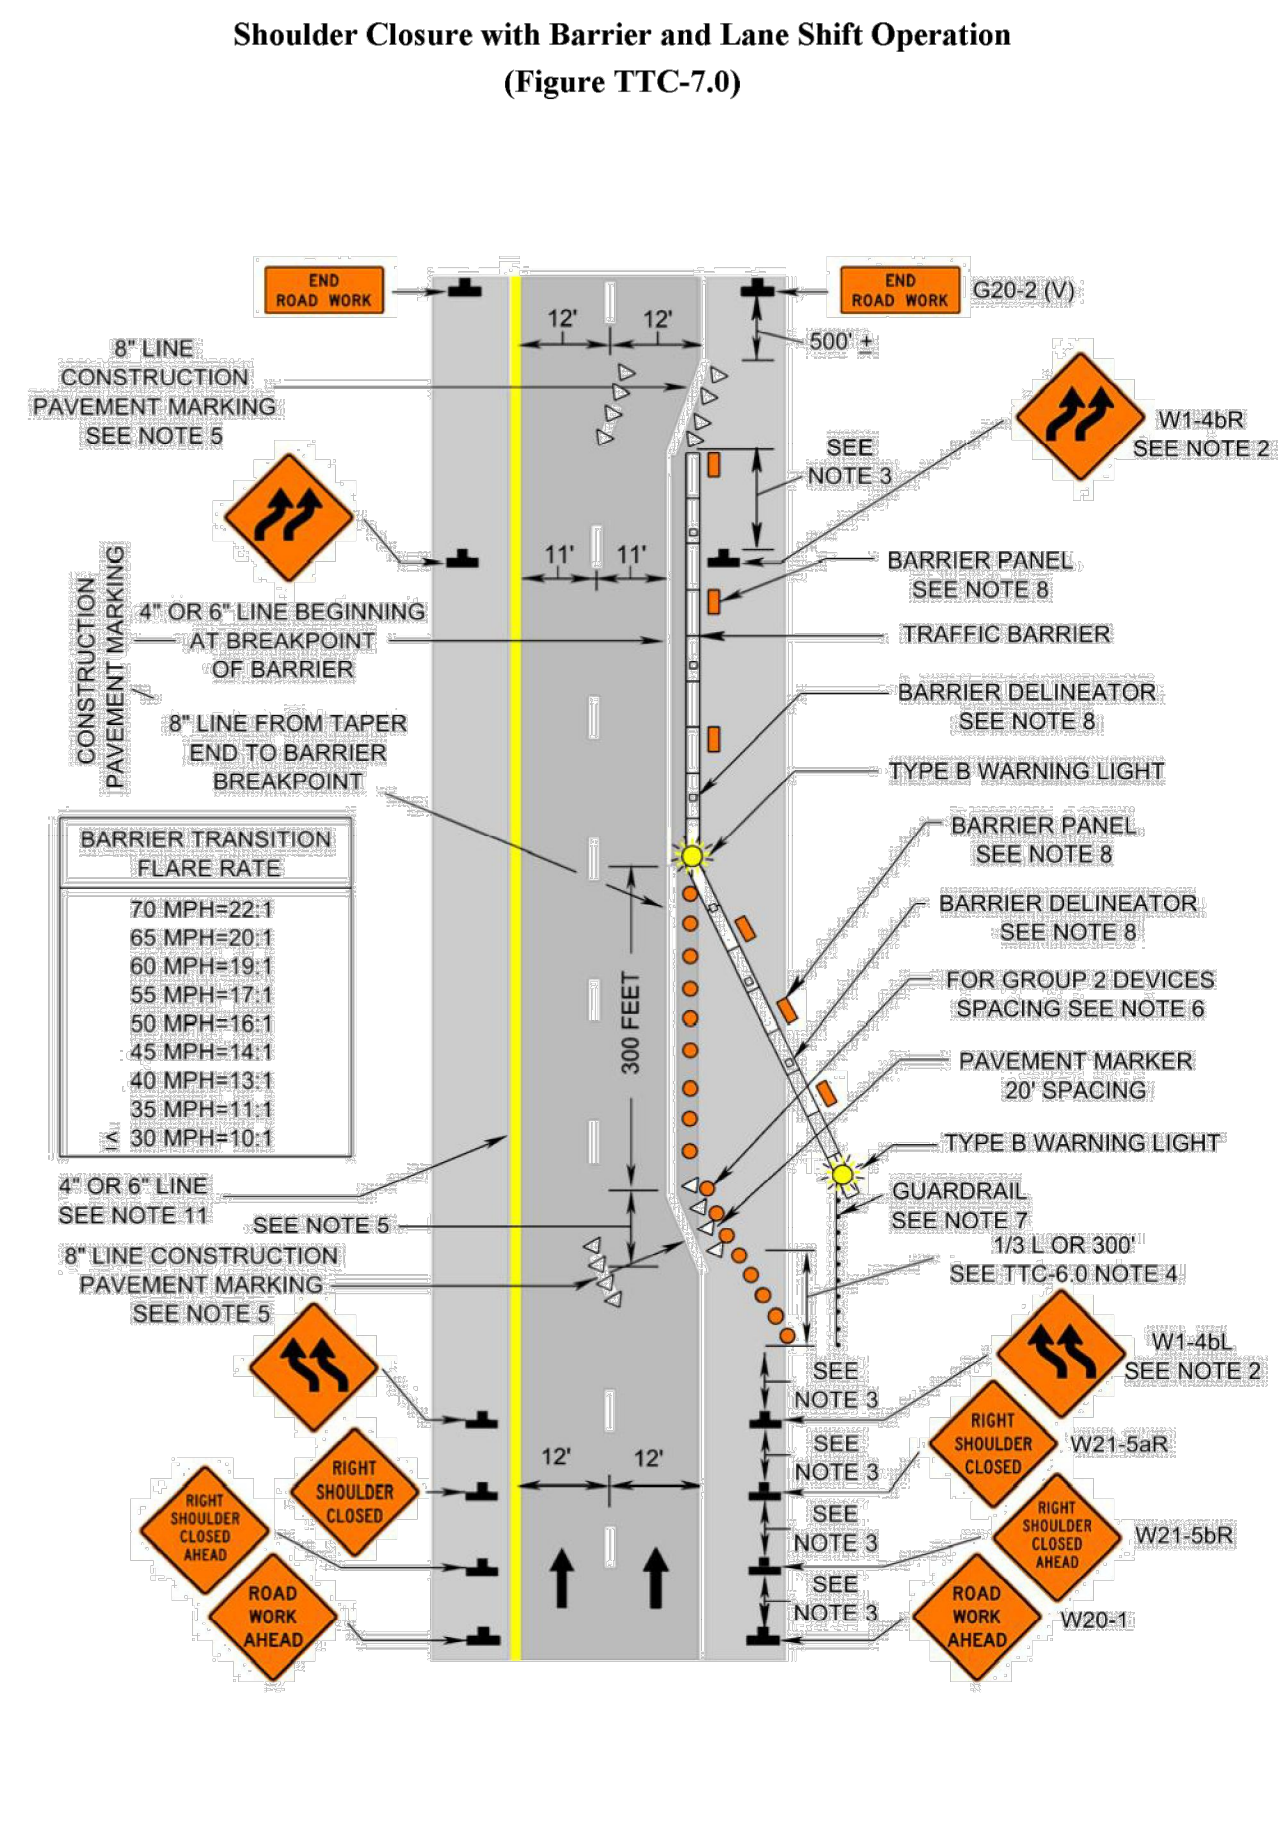 Shoulder Closure with Barrier and Lane Shift Operation
(Figure TTC-7.0)
END
ROAD WORK
END
ROAD WORK
G20-2 (V)
12'
12'
500' ±
8" LINE
CONSTRUCTION
PAVEMENT MARKING
SEE NOTE 5
W1-4bR
SEE NOTE 2
SEE
NOTE 3
11'
11'
BARRIER PANEL
SEE NOTE 8
CONSTRUCTION
PAVEMENT MARKING
4" OR 6" LINE BEGINNING
AT BREAKPOINT
OF BARRIER
TRAFFIC BARRIER
BARRIER DELINEATOR
SEE NOTE 8
8" LINE FROM TAPER
END TO BARRIER
BREAKPOINT
TYPE B WARNING LIGHT
BARRIER PANEL
SEE NOTE 8
BARRIER TRANSITION
FLARE RATE
70 MPH=22:1
65 MPH=20:1
60 MPH=19:1
55 MPH=17:1
50 MPH=16:1
45 MPH=14:1
40 MPH=13:1
35 MPH=11:1
≤ 30 MPH=10:1
BARRIER DELINEATOR
SEE NOTE 8
300 FEET
FOR GROUP 2 DEVICES
SPACING SEE NOTE 6
PAVEMENT MARKER
20' SPACING
TYPE B WARNING LIGHT
4" OR 6" LINE
SEE NOTE 11
GUARDRAIL
SEE NOTE 7
SEE NOTE 5
1/3 L OR 300'
SEE TTC-6.0 NOTE 4
8" LINE CONSTRUCTION
PAVEMENT MARKING
SEE NOTE 5
W1-4bL
SEE NOTE 2
SEE
NOTE 3
RIGHT
SHOULDER
CLOSED
W21-5aR
SEE
NOTE 3
12'
12'
RIGHT
SHOULDER
CLOSED
RIGHT
SHOULDER
CLOSED
AHEAD
RIGHT
SHOULDER
CLOSED
AHEAD
W21-5bR
SEE
NOTE 3
SEE
NOTE 3
ROAD
WORK
AHEAD
ROAD
WORK
AHEAD
W20-1